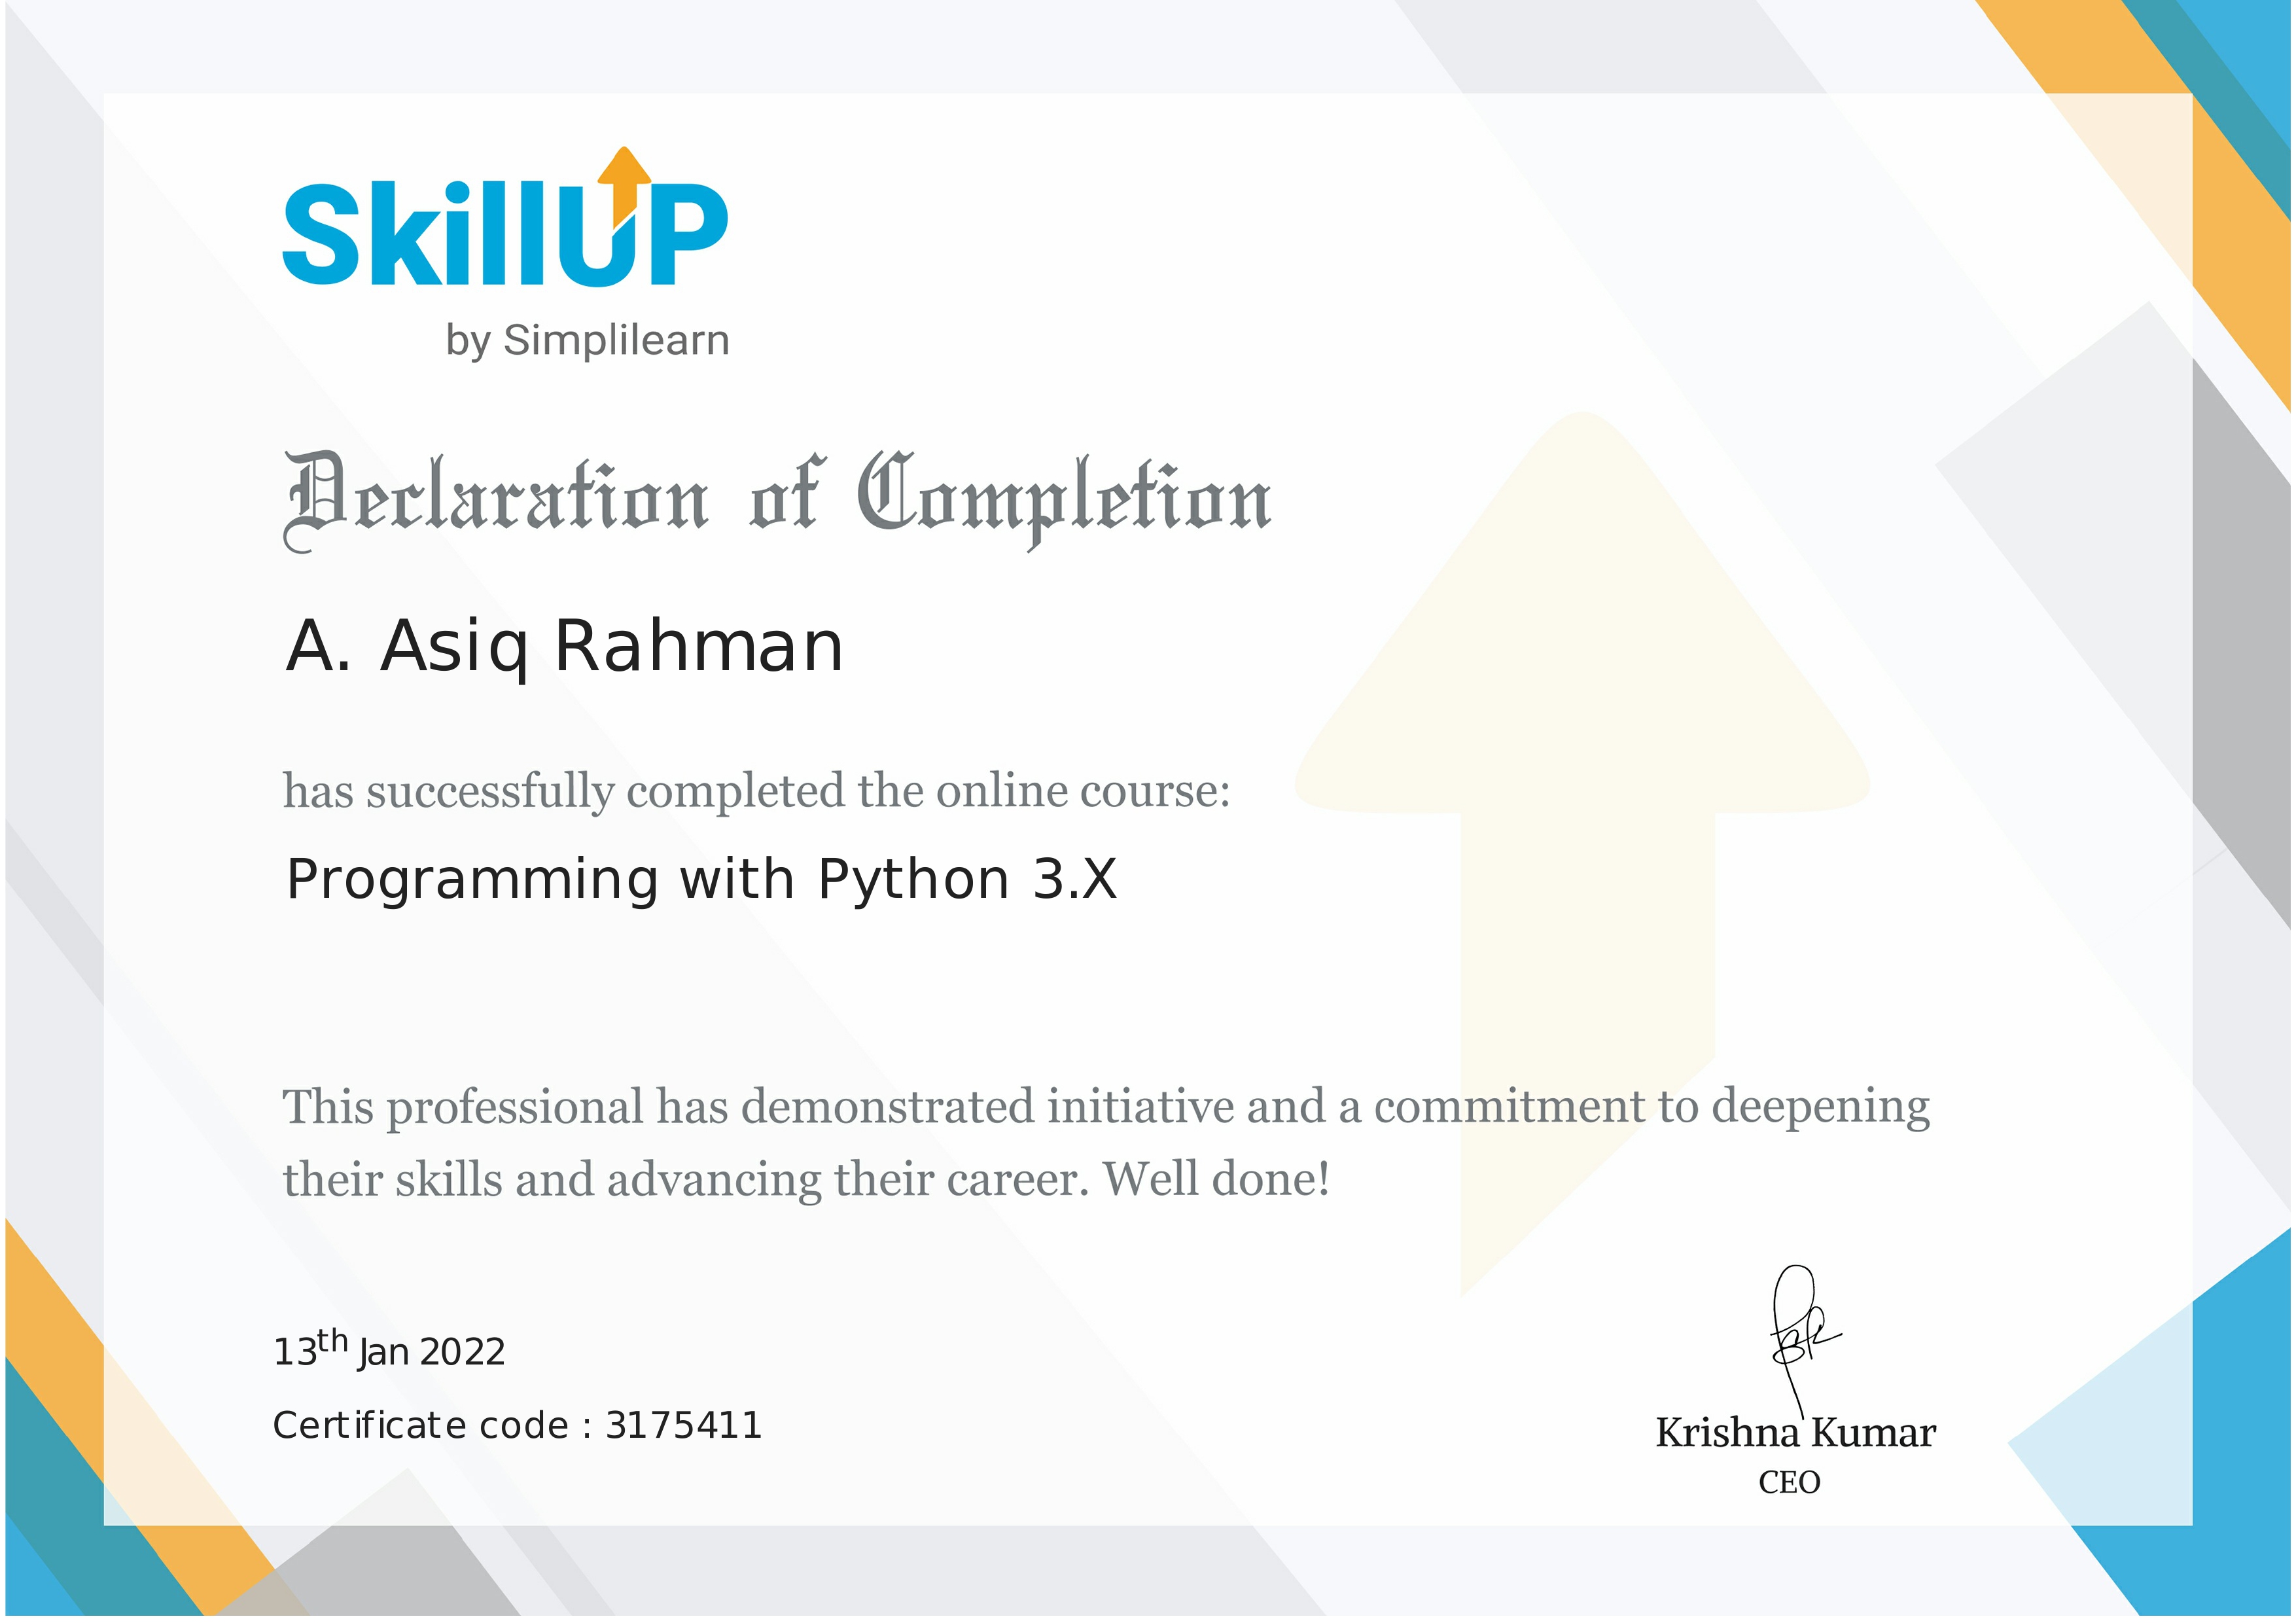 SkillUP
by Simplilearn
Declaration of Completion
A. Asiq Rahman
has successfully completed the online course:
Programming with Python 3.X
This professional has demonstrated initiative and a commitment to deepening
their skills and advancing their career. Well done!
13th Jan 2022
Certificate code : 3175411
Krishna Kumar
CEO